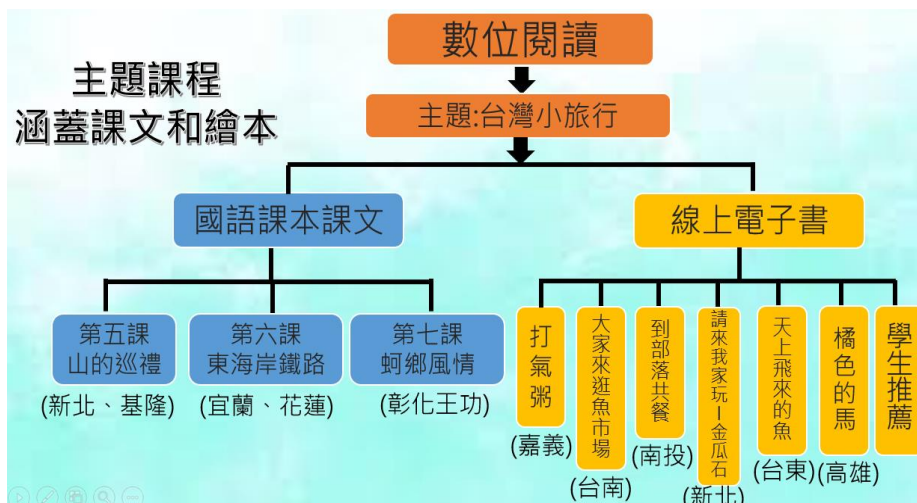 數位閱讀
主題課程
涵蓋課文和繪本
主題:台灣小旅行
國語課本課文
線上電子書
第五課
山的巡禮
(新北、基隆)
第六課
東海岸鐵路
(宜蘭、花蓮)
第七課
蚵鄉風情
(彰化王功)
打氣粥
(嘉義)
大家來逛魚市場
(台南)
到部落共餐
(南投)
請來我家玩-金瓜石
(新北)
天上飛來的魚
(台東)
橘色的馬
(高雄)
學生推薦